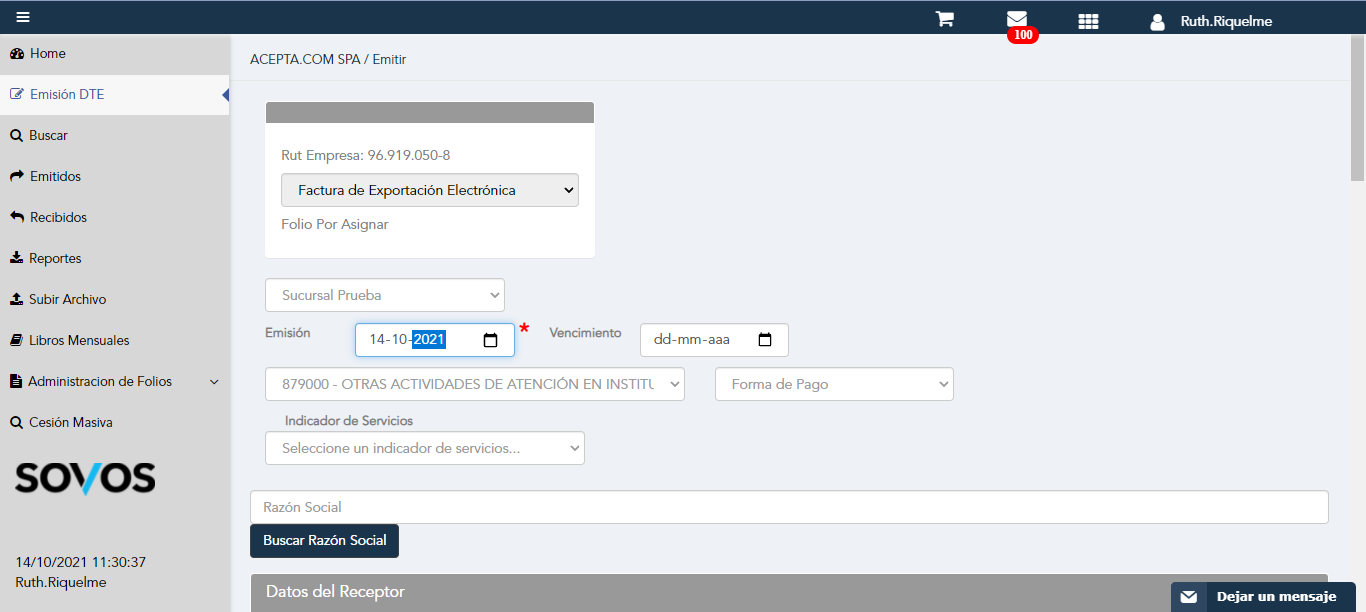 100
Ruth.Riquelme
Home
Emisión DTE
Buscar
Emitidos
Recibidos
Reportes
Subir Archivo
Libros Mensuales
Administracion de Folios
Cesión Masiva
sovos
14/10/2021 11:30:37
Ruth.Riquelme
ACEPTA.COM SPA / Emitir
Rut Empresa: 96.919.050-8
Factura de Exportación Electrónica
Folio Por Asignar
Sucursal Prueba
Emisión 14-10-2021 * Vencimiento dd-mm-aaa
879000 - OTRAS ACTIVIDADES DE ATENCIÓN EN INSTITU Forma de Pago
Indicador de Servicios
Seleccione un indicador de servicios...
Razón Social
Buscar Razón Social
Datos del Receptor
Dejar un mensaje